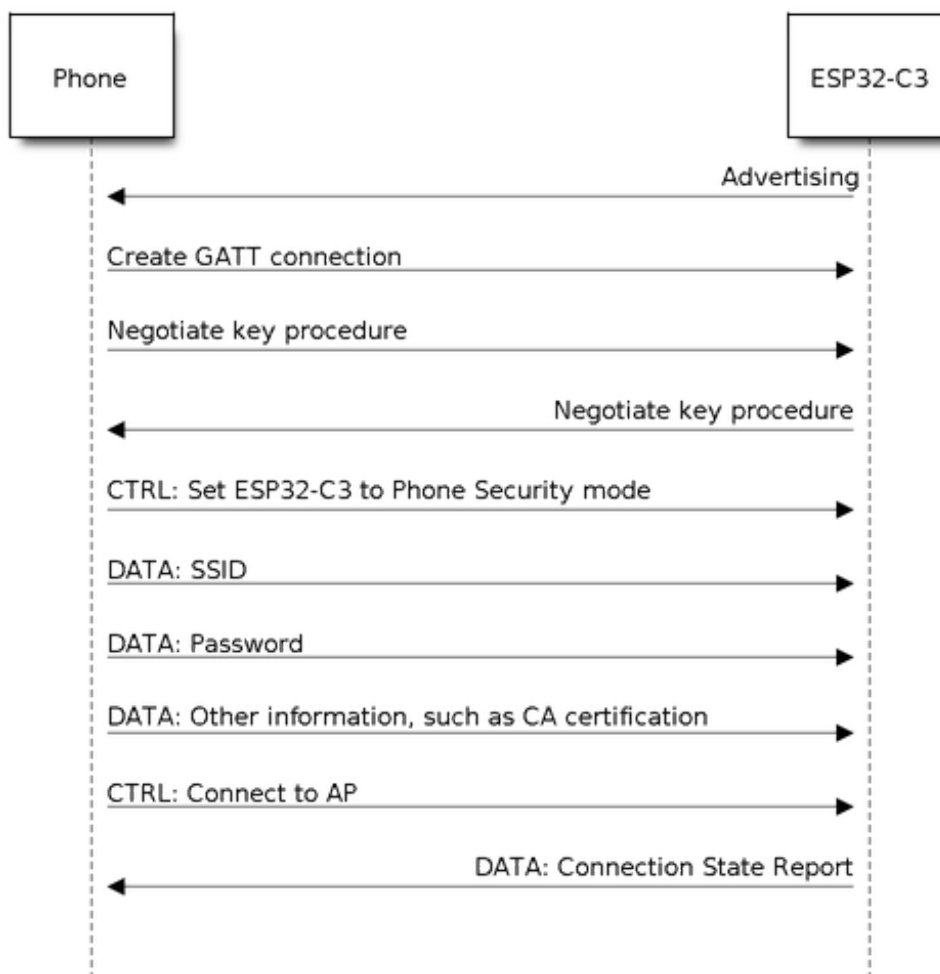 Phone
ESP32-C3
Advertising
Create GATT connection
Negotiate key procedure
Negotiate key procedure
CTRL: Set ESP32-C3 to Phone Security mode
DATA: SSID
DATA: Password
DATA: Other information, such as CA certification
CTRL: Connect to AP
DATA: Connection State Report